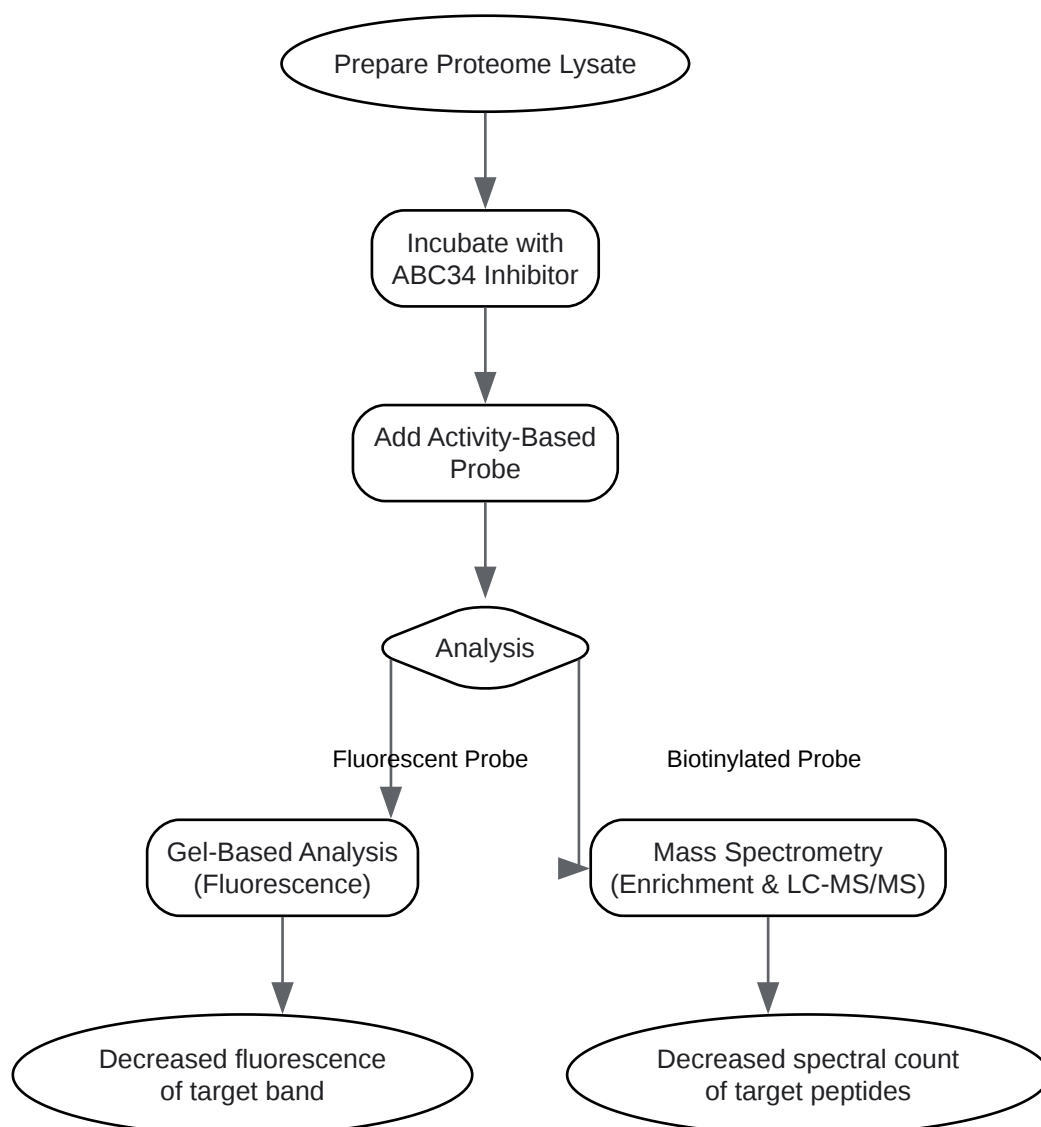 Prepare Proteome Lysate
Incubate with
ABC34 Inhibitor
Add Activity-Based
Probe
Analysis
Fluorescent Probe
Biotinylated Probe
Gel-Based Analysis
(Fluorescence)
Mass Spectrometry
(Enrichment & LC-MS/MS)
Decreased fluorescence
of target band
Decreased spectral count
of target peptides